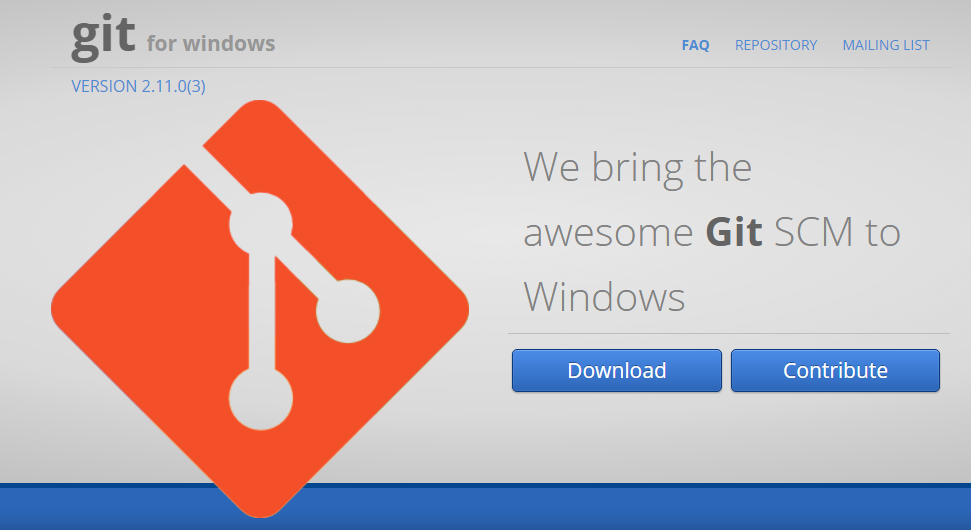 git for windows
FAQ REPOSITORY MAILING LIST
VERSION 2.11.0(3)
We bring the
awesome Git SCM to
Windows
Download Contribute